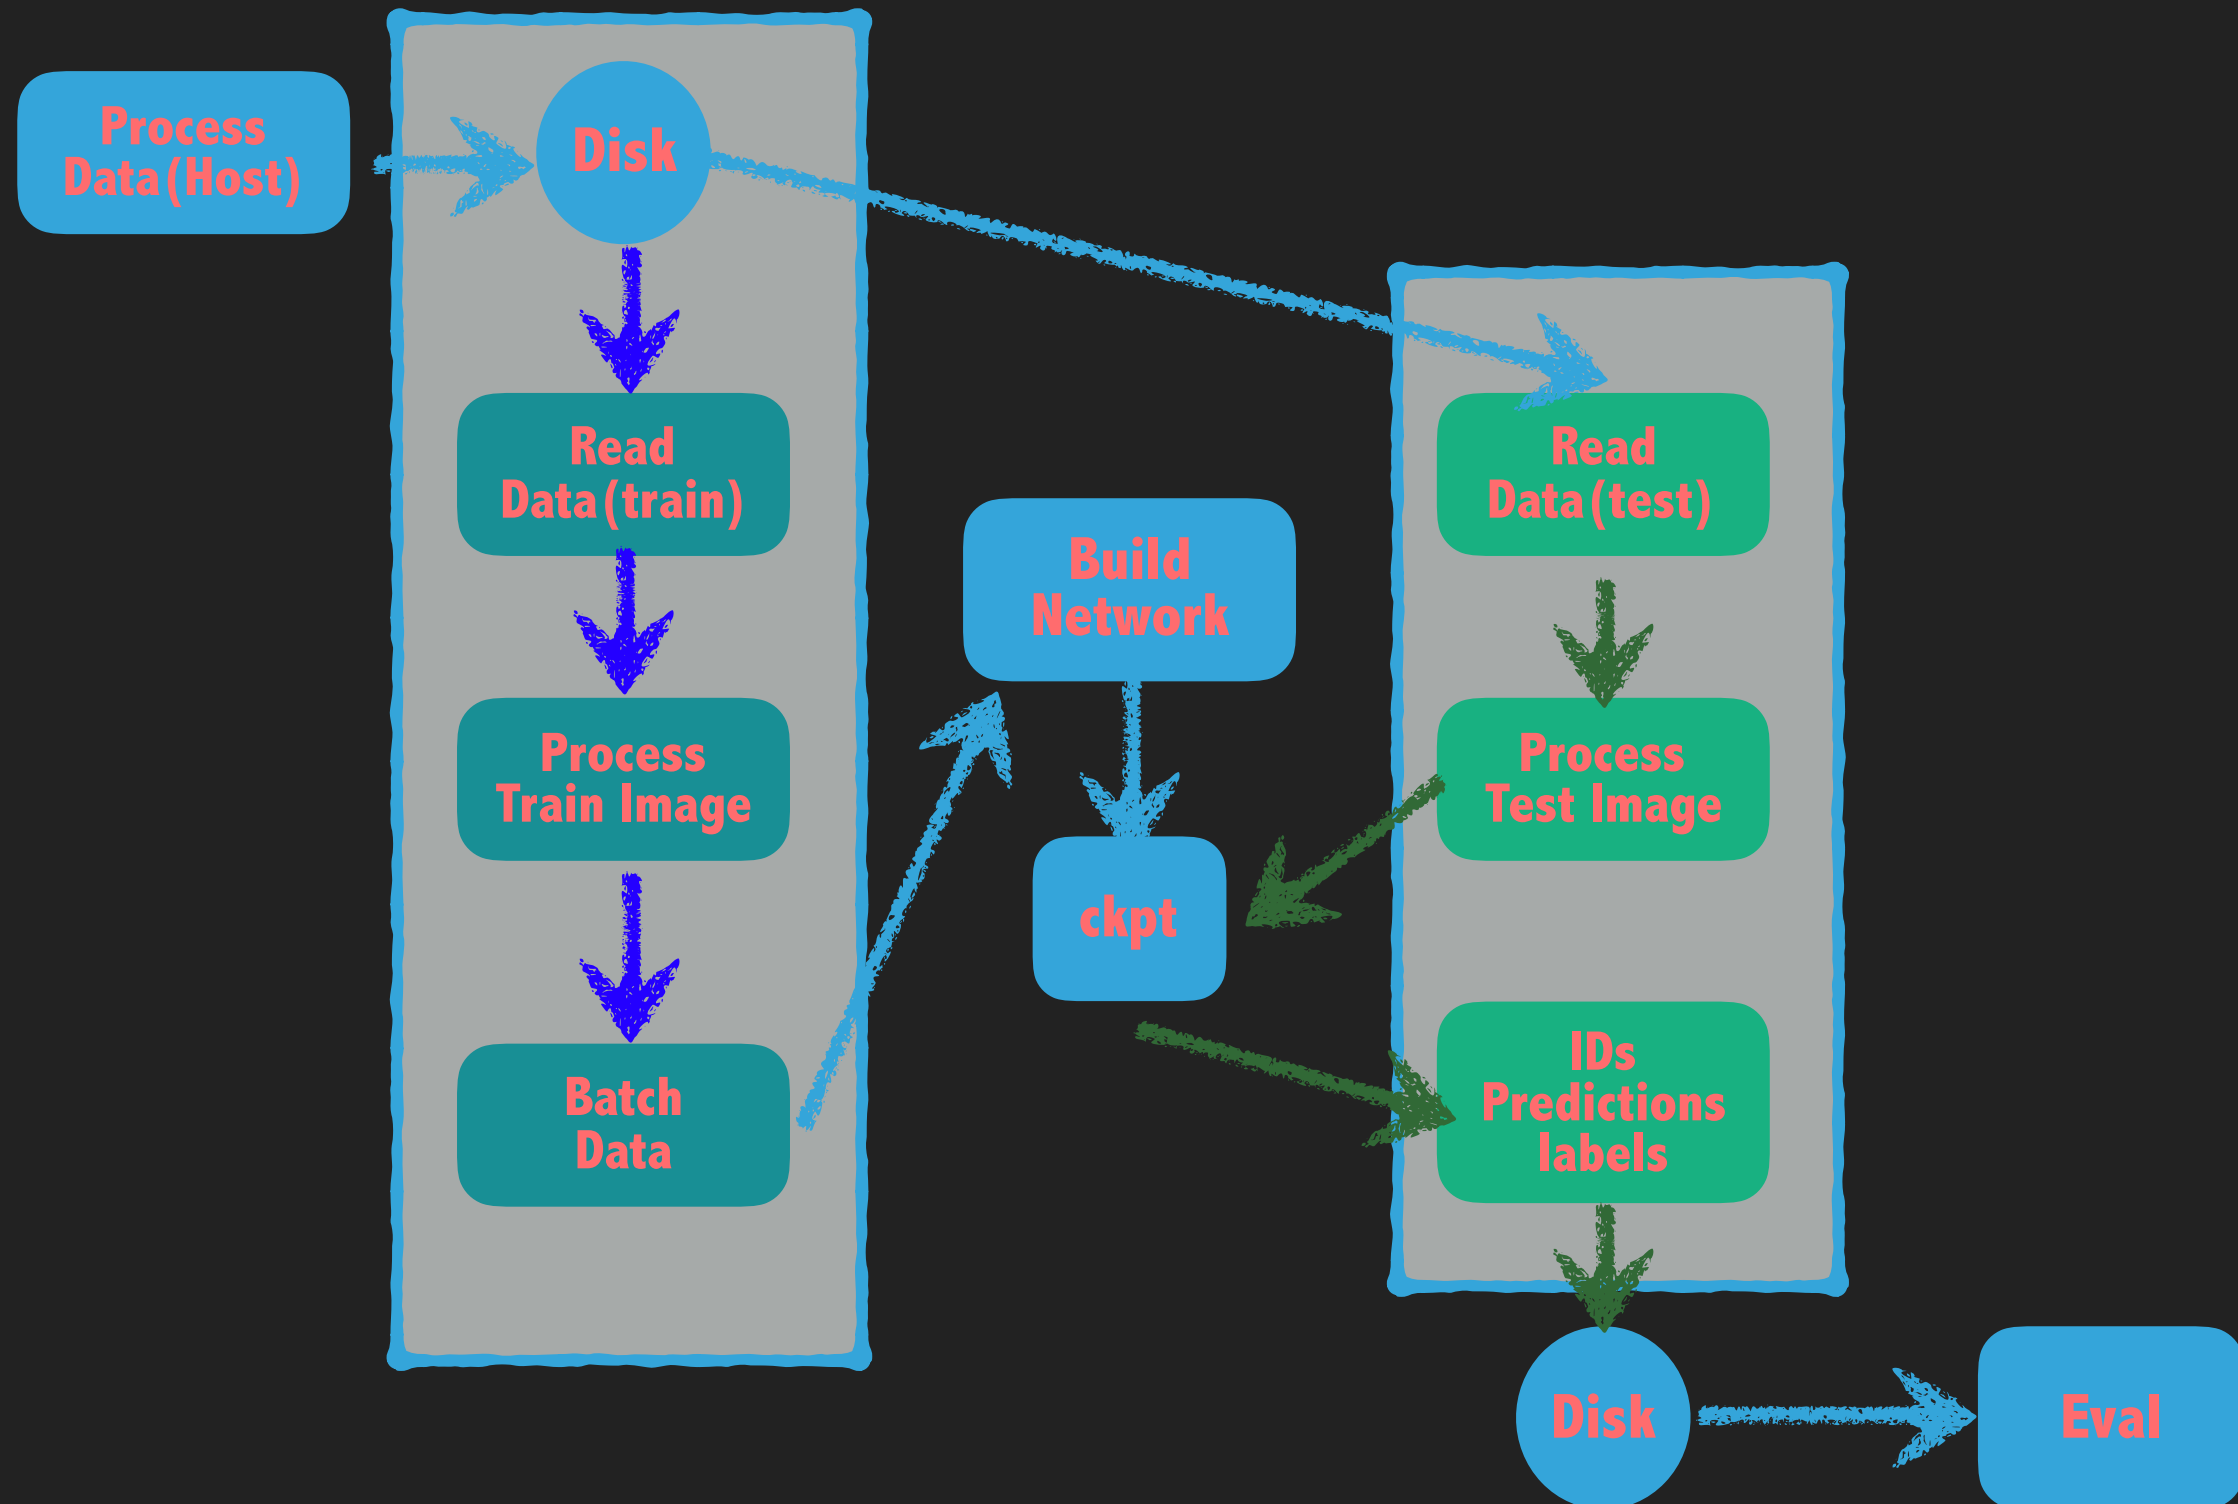 Process
Data(Host)
Disk
Read
Data(train)
Process
Train Image
Batch
Data
Build
Network
ckpt
Read
Data(test)
Process
Test Image
IDs
Predictions
labels
Disk
Eval